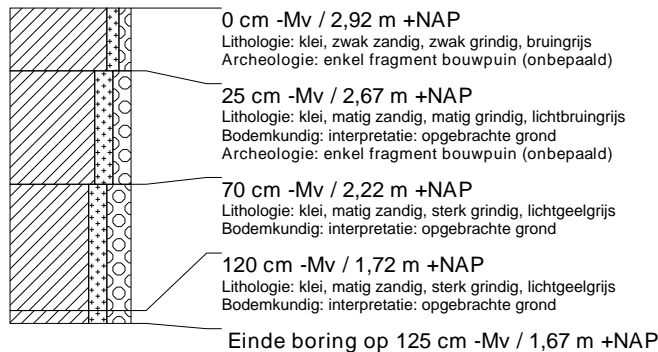 0 cm -Mv / 2,92 m +NAP
Lithologie: klei, zwak zandig, zwak grindig, bruingrijs
Archeologie: enkel fragment bouwpuin (onbepaald)
25 cm -Mv / 2,67 m +NAP
Lithologie: klei, matig zandig, matig grindig, lichtbruingrijs
Bodemkundig: interpretatie: opgebrachte grond
Archeologie: enkel fragment bouwpuin (onbepaald)
70 cm -Mv / 2,22 m +NAP
Lithologie: klei, matig zandig, sterk grindig, lichtgeelgrijs
Bodemkundig: interpretatie: opgebrachte grond
120 cm -Mv / 1,72 m +NAP
Lithologie: klei, matig zandig, sterk grindig, lichtgeelgrijs
Bodemkundig: interpretatie: opgebrachte grond
Einde boring op 125 cm -Mv / 1,67 m +NAP